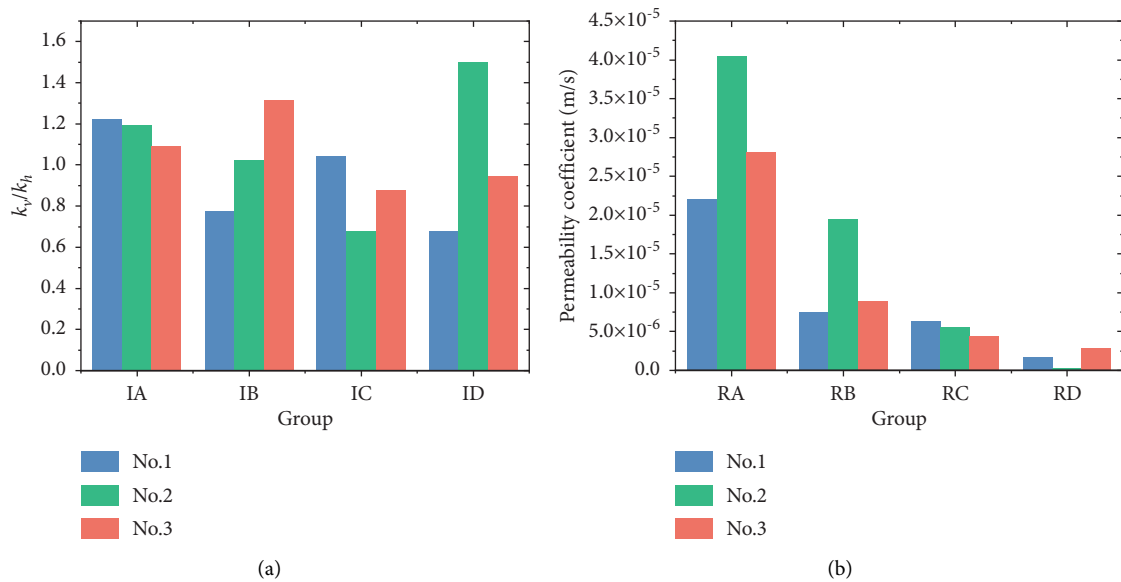 1.6
1.4
1.2
1.0
0.8
0.6
0.4
0.2
0.0
k_v/k_h
IA IB IC ID
Group
No.1
No.2
No.3
(a)
4.5×10⁻⁵
4.0×10⁻⁵
3.5×10⁻⁵
3.0×10⁻⁵
2.5×10⁻⁵
2.0×10⁻⁵
1.5×10⁻⁵
1.0×10⁻⁵
5.0×10⁻⁶
0.0
Permeability coefficient (m/s)
RA RB RC RD
Group
No.1
No.2
No.3
(b)